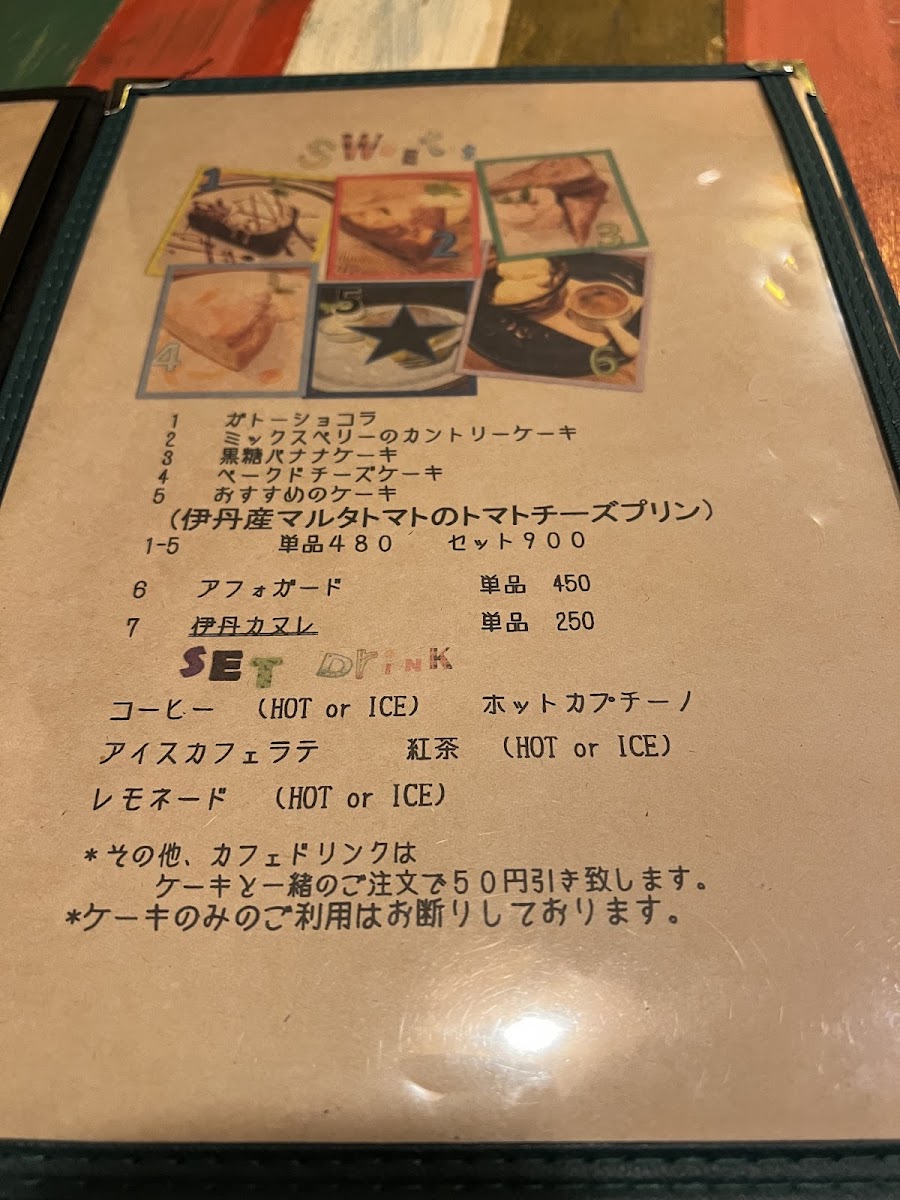 Sweets
1 2 3
4 5 6
1 ガトーショコラ
2 ミックスベリーのカントリーケーキ
3 黒糖バナナケーキ
4 ベークドチーズケーキ
5 おすすめのケーキ
(伊丹産マルタトマトのトマトチーズプリン)
1-5 単品480 セット900
6 アフォガード 単品 450
7 伊丹カヌレ 単品 250
SET DrinK
コーヒー (HOT or ICE) ホットカプチーノ
アイスカフェラテ 紅茶 (HOT or ICE)
レモネード (HOT or ICE)
*その他、カフェドリンクは
ケーキと一緒のご注文で50円引き致します。
*ケーキのみのご利用はお断りしております。